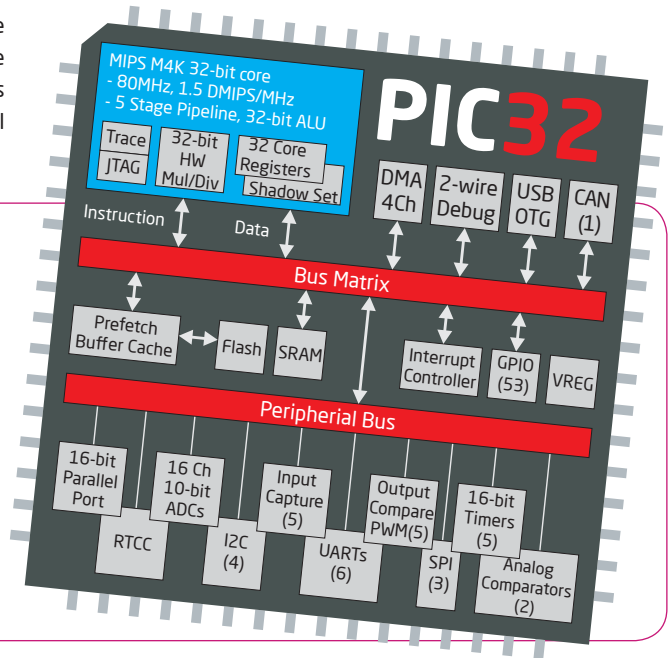 e
e
s
l
MIPS M4K 32-bit core
- 80MHz, 1.5 DMIPS/MHz
- 5 Stage Pipeline, 32-bit ALU
Trace
JTAG
32-bit
HW
Mul/Div
32 Core
Registers
Shadow Set
PIC32
DMA
4Ch
2-wire
Debug
USB
OTG
CAN
(1)
Instruction
Data
Bus Matrix
Prefetch
Buffer Cache
Flash
SRAM
Interrupt
Controller
GPIO
(53)
VREG
Peripherial Bus
16-bit
Parallel
Port
RTCC
16 Ch
10-bit
ADCs
I2C
(4)
Input
Capture
(5)
UARTs
(6)
Output
Compare
PWM(5)
SPI
(3)
16-bit
Timers
(5)
Analog
Comparators
(2)